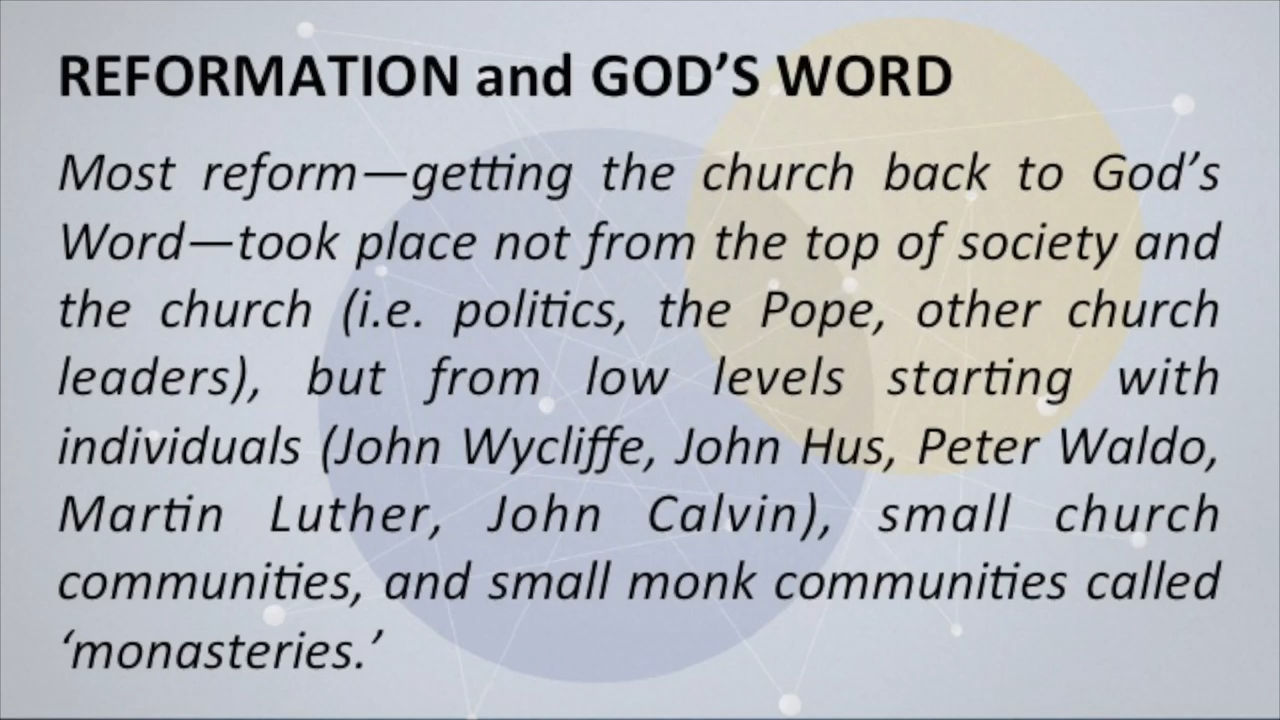 REFORMATION and GOD’S WORD
Most reform—getting the church back to God’s
Word—took place not from the top of society and
the church (i.e. politics, the Pope, other church
leaders), but from low levels starting with
individuals (John Wycliffe, John Hus, Peter Waldo,
Martin Luther, John Calvin), small church
communities, and small monk communities called
‘monasteries.’